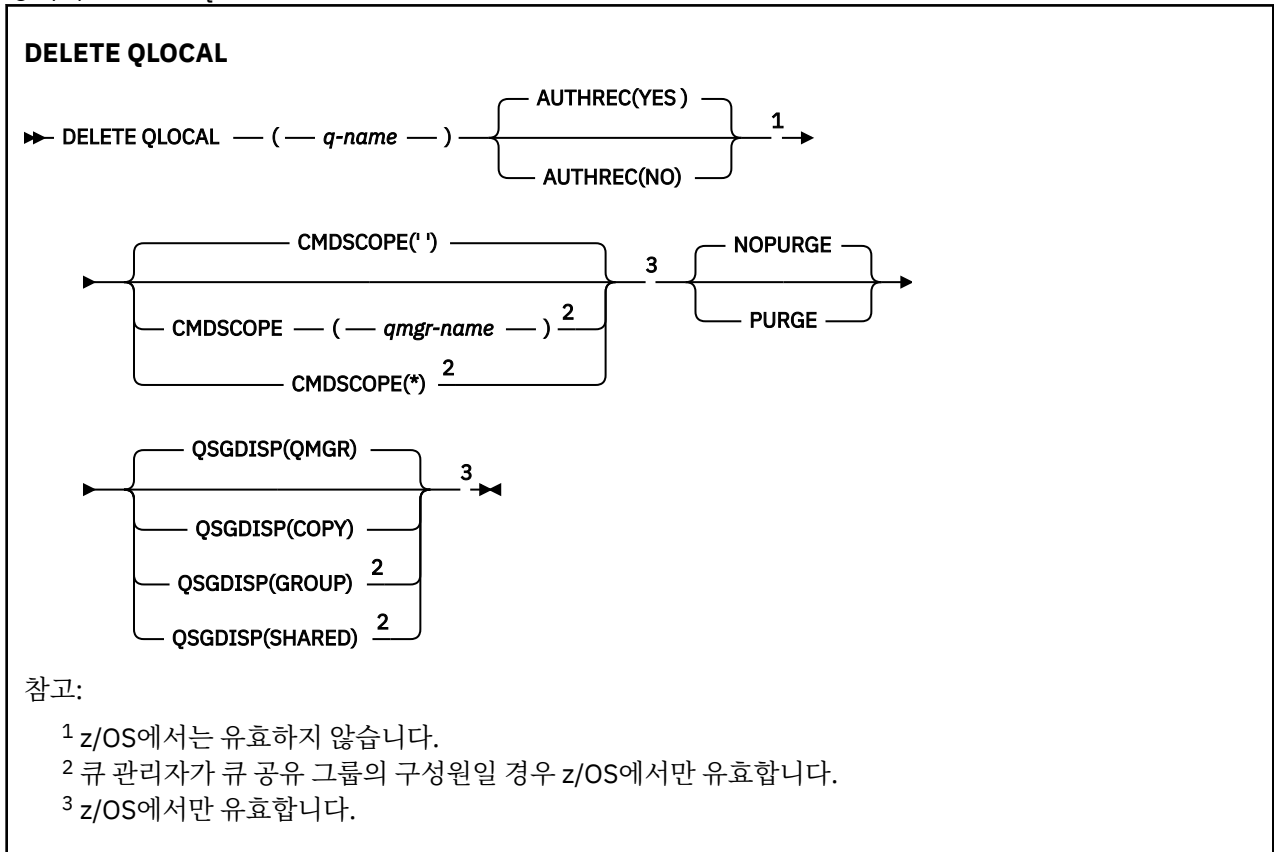 DELETE QLOCAL
AUTHREC(YES )
DELETE QLOCAL — ( — q-name — ) 1
AUTHREC(NO)
CMDSCOPE(' ')
3
NOPURGE
CMDSCOPE — ( — qmgr-name — ) 2
PURGE
CMDSCOPE(*) 2
QSGDISP(QMGR)
3
QSGDISP(COPY)
QSGDISP(GROUP) 2
QSGDISP(SHARED) 2
참고:
1 z/OS에서는 유효하지 않습니다.
2 큐 관리자가 큐 공유 그룹의 구성원일 경우 z/OS에서만 유효합니다.
3 z/OS에서만 유효합니다.